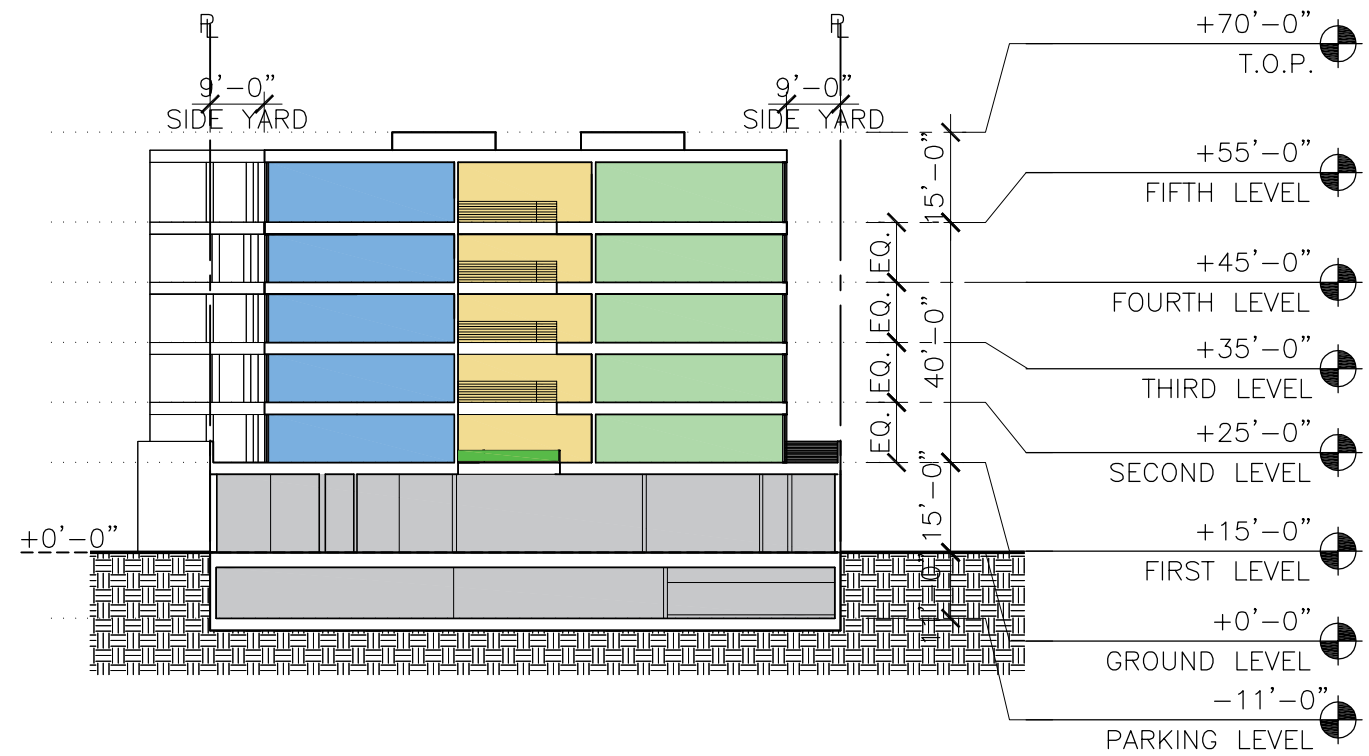 PL
PL
9'-0"
SIDE YARD
9'-0"
SIDE YARD
+70'-0"
T.O.P.
+55'-0"
FIFTH LEVEL
+45'-0"
FOURTH LEVEL
+35'-0"
THIRD LEVEL
+25'-0"
SECOND LEVEL
+15'-0"
FIRST LEVEL
+0'-0"
GROUND LEVEL
-11'-0"
PARKING LEVEL
15'-0"
EQ.
EQ.
EQ.
EQ.
40'-0"
15'-0"
11'-0"
+0'-0"